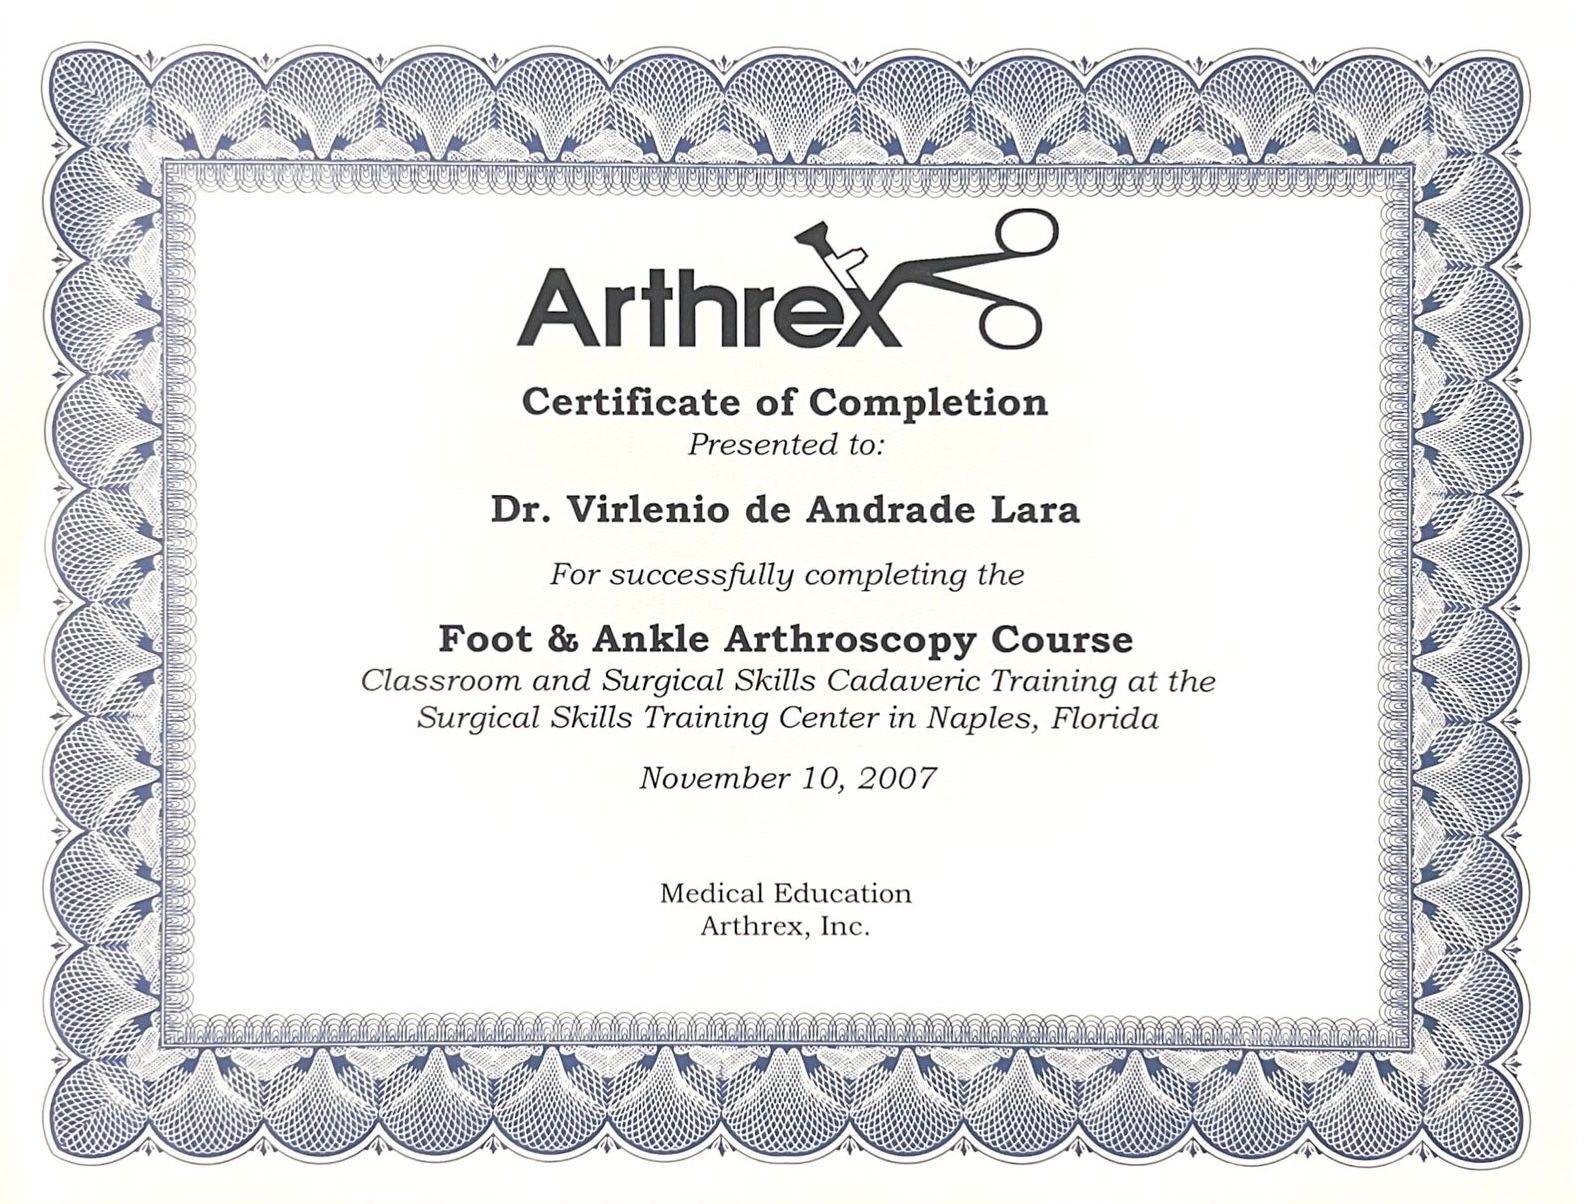 Arthrex
Certificate of Completion
Presented to:
Dr. Virlenio de Andrade Lara
For successfully completing the
Foot & Ankle Arthroscopy Course
Classroom and Surgical Skills Cadaveric Training at the
Surgical Skills Training Center in Naples, Florida
November 10, 2007
Medical Education
Arthrex, Inc.